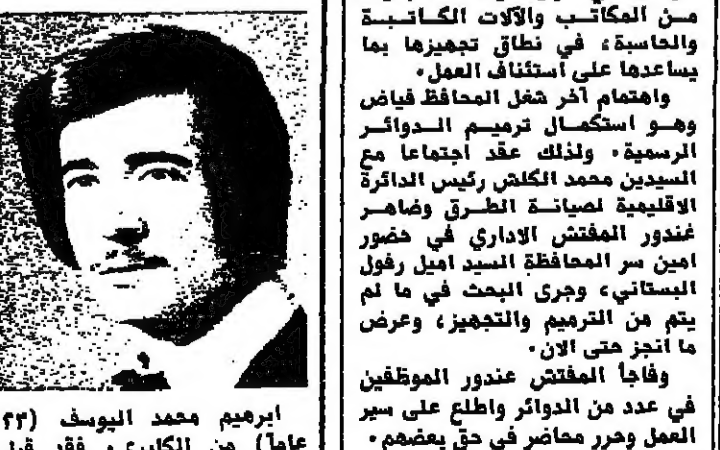 من المكاتب والآلات الكاتبة
والحاسبة، في نطاق تجهيزها بما
يساعدها على استئناف العمل.
واهتمام آخر شغل المحافظ قياض
وهو استكمال ترميم الدوائر
الرسمية. ولذلك عقد اجتماعا مع
السيدين محمد الكلش رئيس الدائرة
الاقليمية لصيانة الطرق وضاهر
غندور المفتش الاداري في حضور
امين سر المحافظة السيد اميل رفول
البستاني، وجرى البحث في ما لم
يتم من الترميم والتجهيز، وعرض
ما انجز حتى الان.
وفاجأ المفتش عندور الموظفين
في عدد من الدوائر واطلع على سير
العمل وحرر محاضر في حق بعضهم.
ابرهيم محمد اليوسف (٢٣
عاماً) من فقد قبل